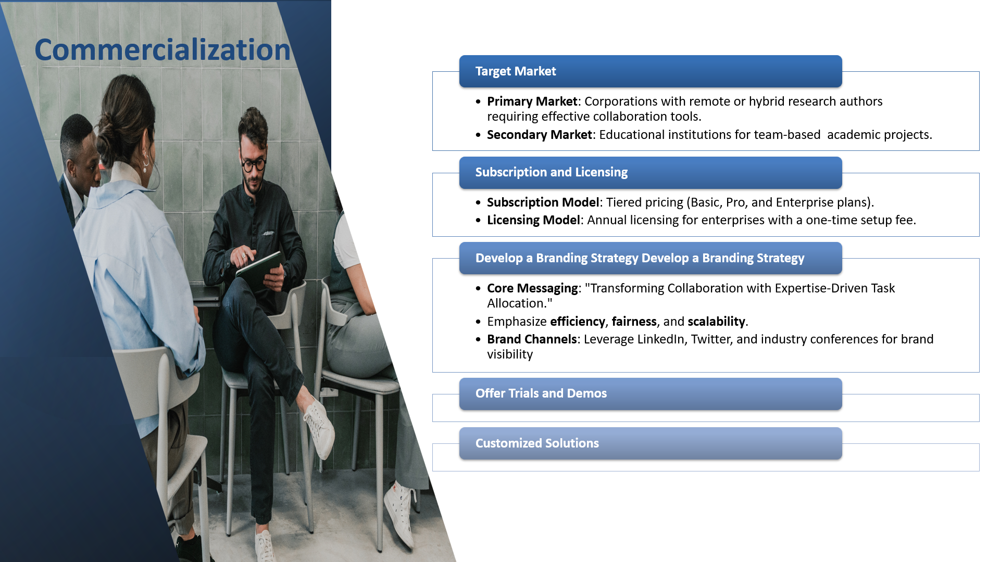 Commercialization
Target Market
• Primary Market: Corporations with remote or hybrid research authors
requiring effective collaboration tools.
• Secondary Market: Educational institutions for team-based  academic projects.
Subscription and Licensing
• Subscription Model: Tiered pricing (Basic, Pro, and Enterprise plans).
• Licensing Model: Annual licensing for enterprises with a one-time setup fee.
Develop a Branding Strategy Develop a Branding Strategy
• Core Messaging: "Transforming Collaboration with Expertise-Driven Task
Allocation."
• Emphasize efficiency, fairness, and scalability.
• Brand Channels: Leverage LinkedIn, Twitter, and industry conferences for brand
visibility
Offer Trials and Demos
Customized Solutions